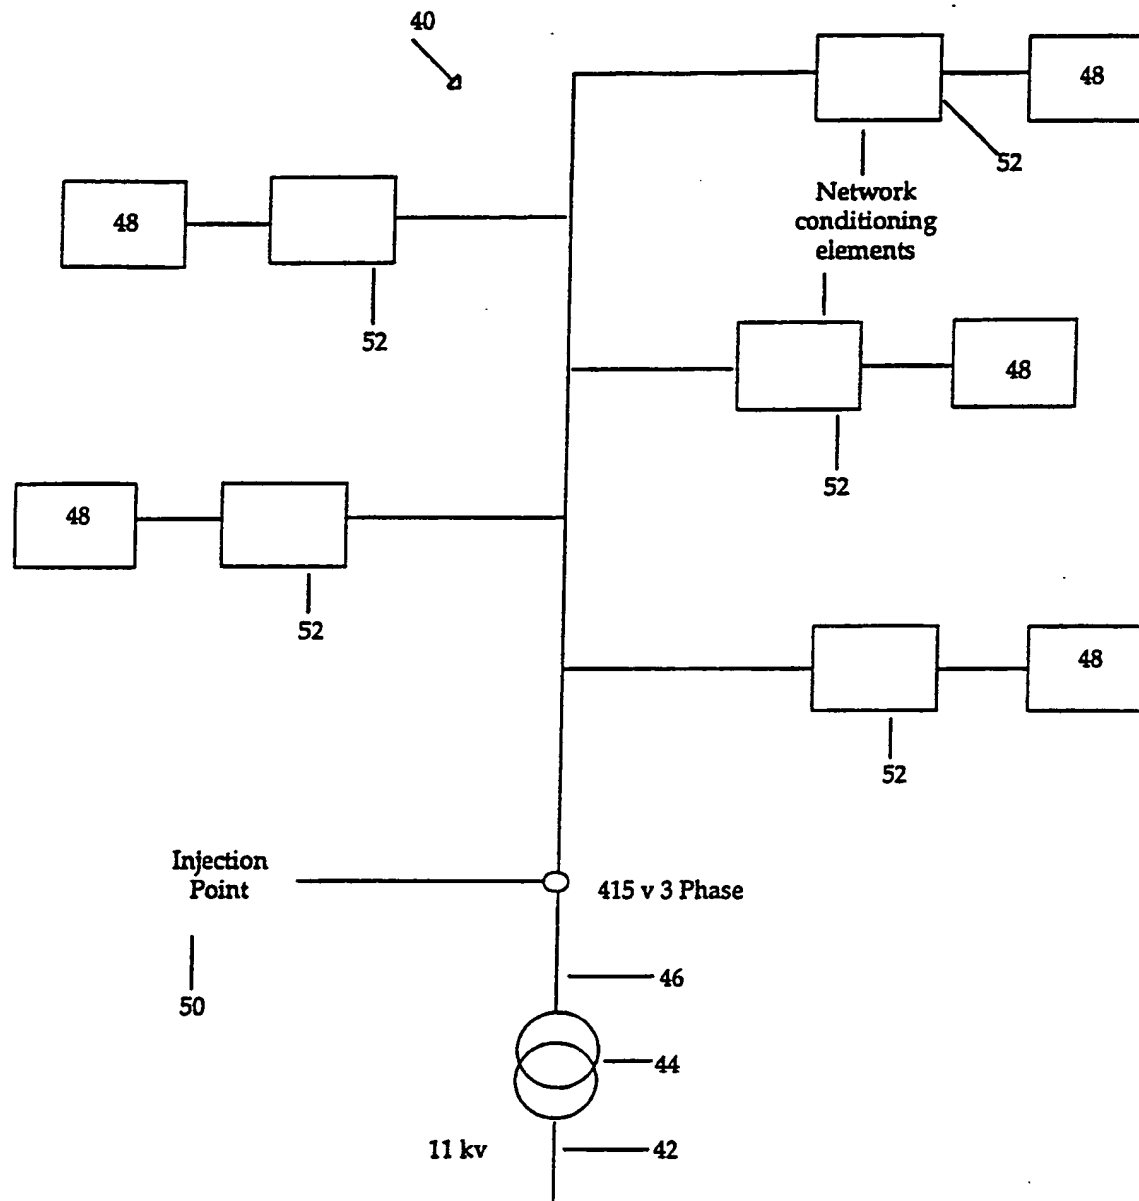 40
48
52
Network
conditioning
elements
48
52
48
52
48
52
48
52
Injection
Point
415 v 3 Phase
46
50
44
11 kv
42